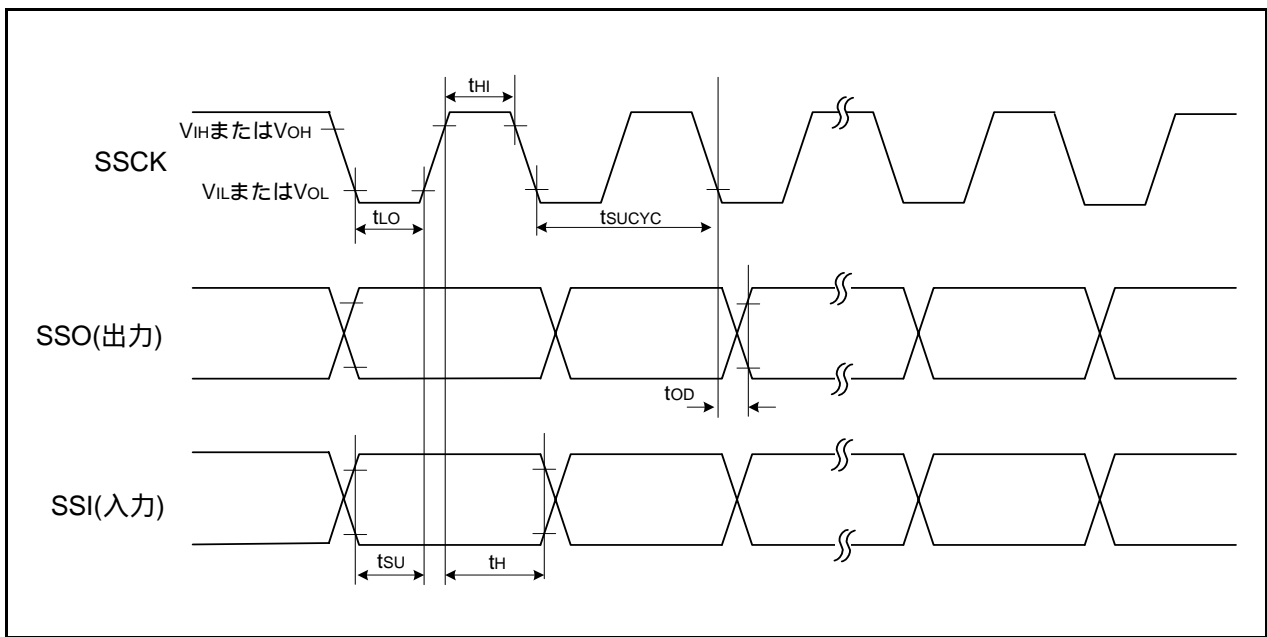 tHI
VIHまたはVOH
SSCK
VILまたはVOL
tLO
tSUCYC
SSO(出力)
tOD
SSI(入力)
tSU
tH